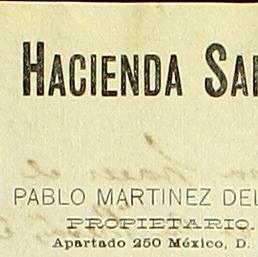 HACIENDA SA
PABLO MARTINEZ DEL
PROPIETARIO.
Apartado 250 México, D.